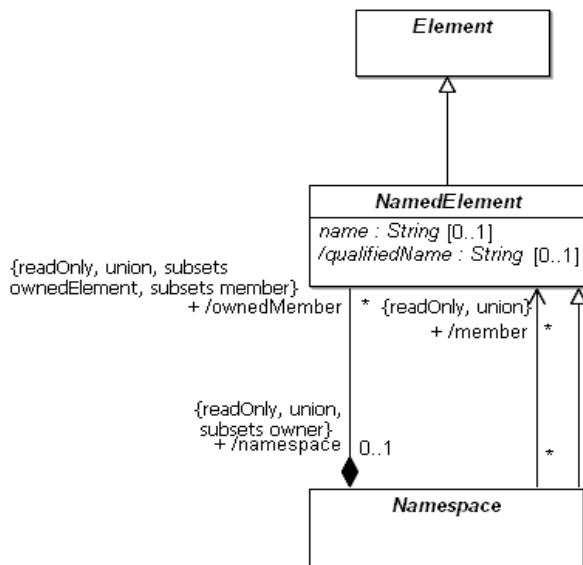 Element
NamedElement
name : String [0..1]
/qualifiedName : String [0..1]
{readOnly, union, subsets
ownedElement, subsets member}
+ /ownedMember
*
{readOnly, union}
+ /member
*
{readOnly, union,
subsets owner}
+ /namespace
0..1
*
Namespace